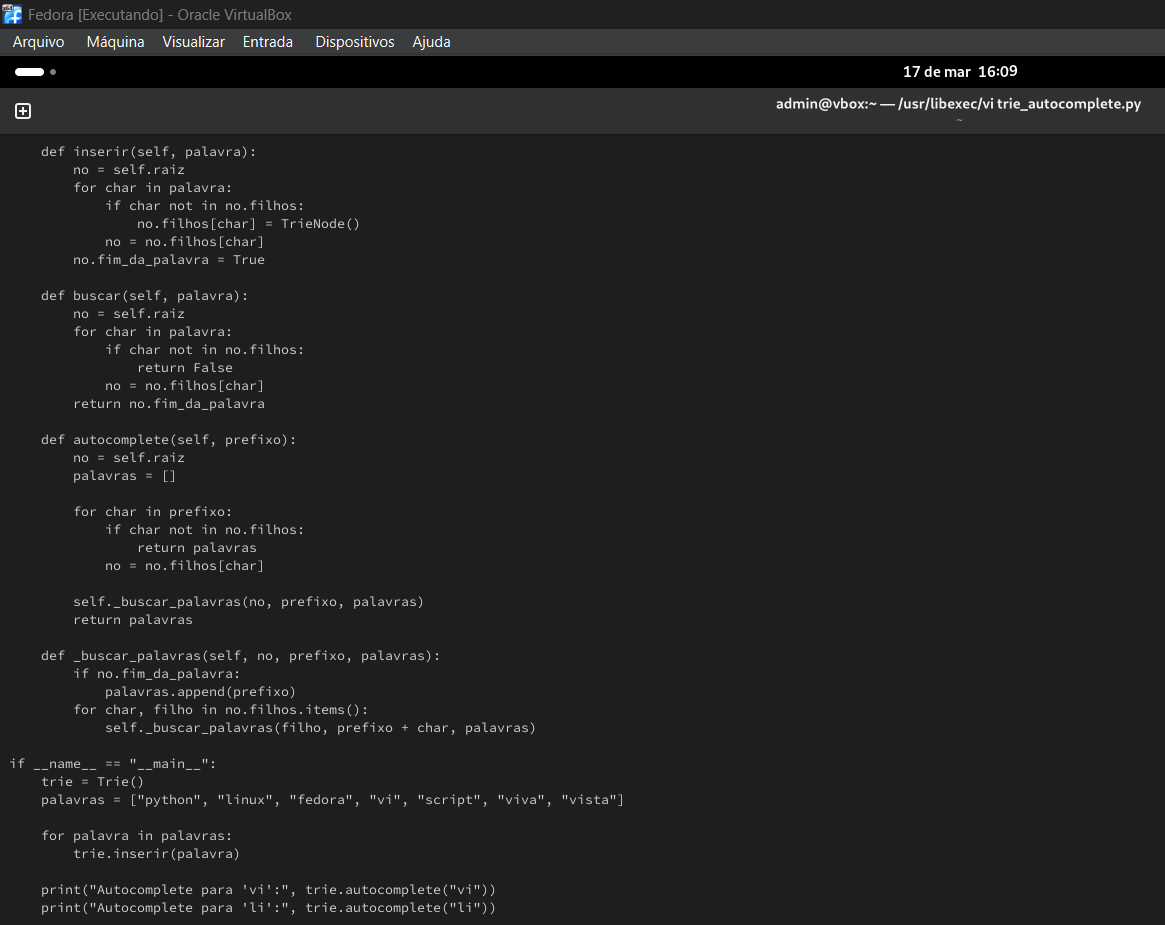 Fedora [Executando] - Oracle VirtualBox
Arquivo Máquina Visualizar Entrada Dispositivos Ajuda
17 de mar 16:09
admin@vbox:~ — /usr/libexec/vi trie_autocomplete.py
~
    def inserir(self, palavra):
        no = self.raiz
        for char in palavra:
            if char not in no.filhos:
                no.filhos[char] = TrieNode()
            no = no.filhos[char]
        no.fim_da_palavra = True

    def buscar(self, palavra):
        no = self.raiz
        for char in palavra:
            if char not in no.filhos:
                return False
            no = no.filhos[char]
        return no.fim_da_palavra

    def autocomplete(self, prefixo):
        no = self.raiz
        palavras = []

        for char in prefixo:
            if char not in no.filhos:
                return palavras
            no = no.filhos[char]

        self._buscar_palavras(no, prefixo, palavras)
        return palavras

    def _buscar_palavras(self, no, prefixo, palavras):
        if no.fim_da_palavra:
            palavras.append(prefixo)
        for char, filho in no.filhos.items():
            self._buscar_palavras(filho, prefixo + char, palavras)

if __name__ == "__main__":
    trie = Trie()
    palavras = ["python", "linux", "fedora", "vi", "script", "viva", "vista"]

    for palavra in palavras:
        trie.inserir(palavra)

    print("Autocomplete para 'vi':", trie.autocomplete("vi"))
    print("Autocomplete para 'li':", trie.autocomplete("li"))